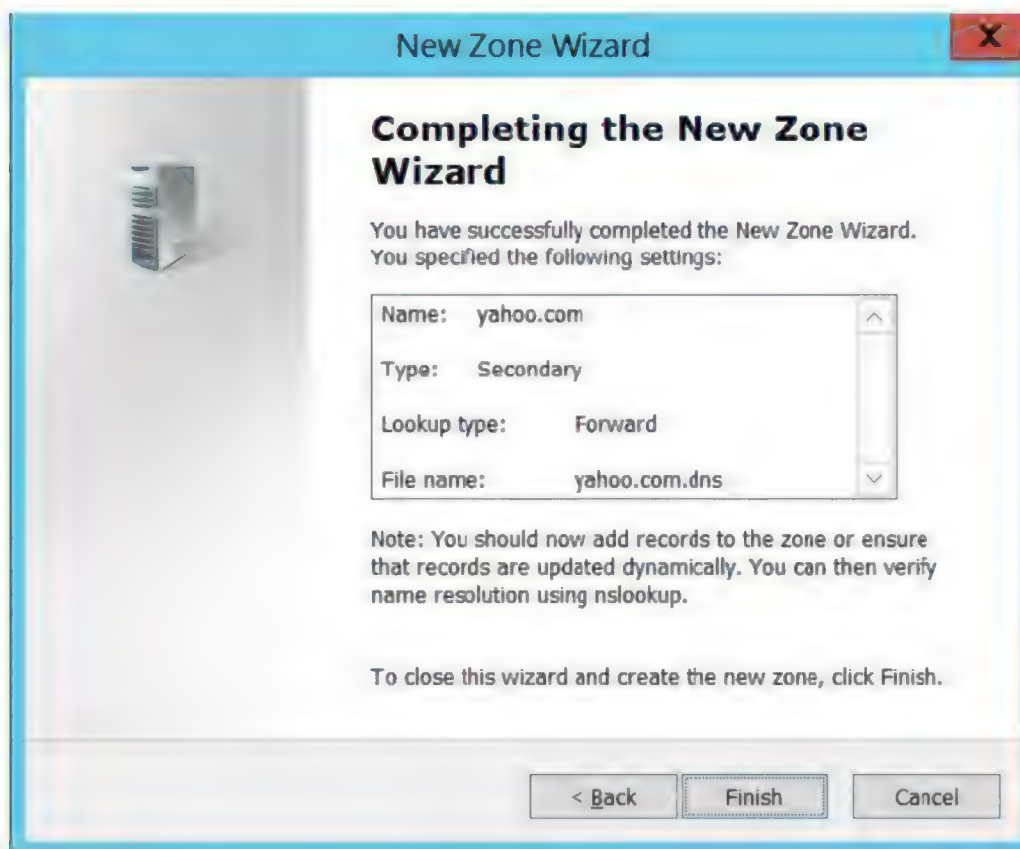 New Zone Wizard
X
Completing the New Zone
Wizard
You have successfully completed the New Zone Wizard.
You specified the following settings:
Name: yahoo.com
Type: Secondary
Lookup type: Forward
File name: yahoo.com.dns
Note: You should now add records to the zone or ensure
that records are updated dynamically. You can then verify
name resolution using nslookup.
To close this wizard and create the new zone, click Finish.
< Back
Finish
Cancel